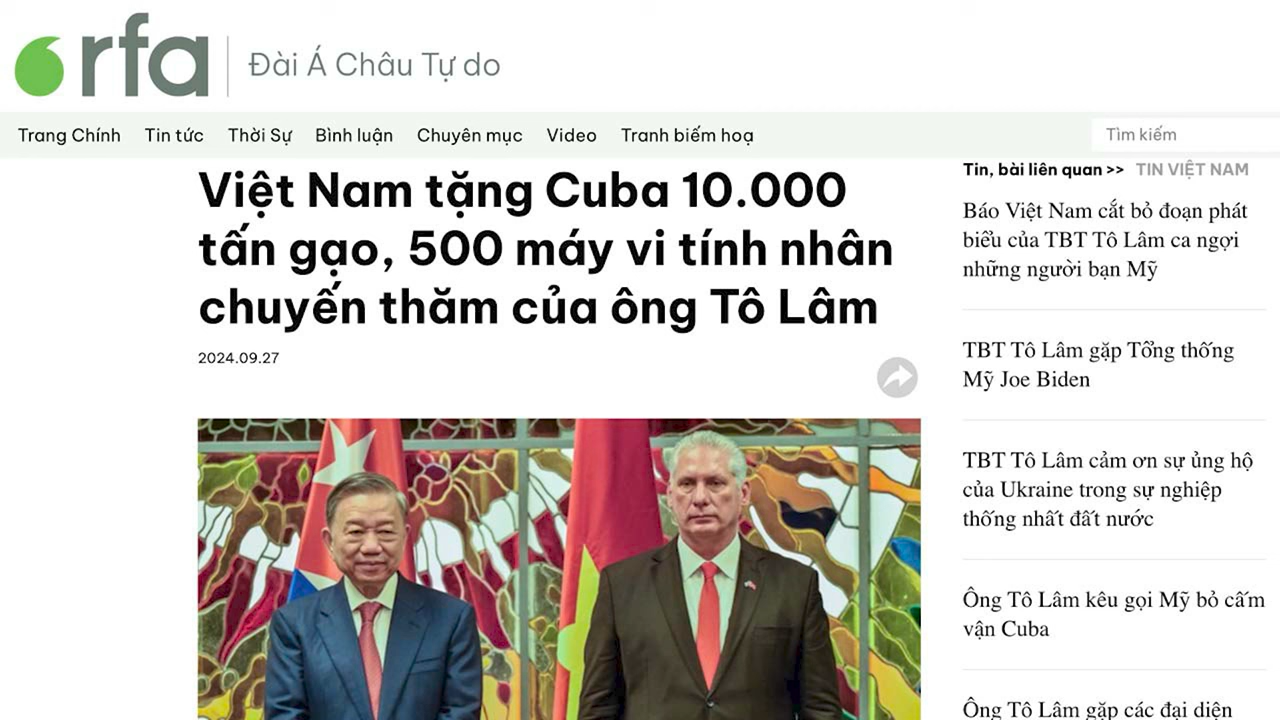 rfa
Đài Á Châu Tự do
Trang Chính Tin tức Thời Sự Bình luận Chuyên mục Video Tranh biếm hoạ
Tìm kiếm
Việt Nam tặng Cuba 10.000
tấn gạo, 500 máy vi tính nhân
chuyến thăm của ông Tô Lâm
2024.09.27
Tin, bài liên quan >> TIN VIỆT NAM
Báo Việt Nam cắt bỏ đoạn phát
biểu của TBT Tô Lâm ca ngợi
những người bạn Mỹ
TBT Tô Lâm gặp Tổng thống
Mỹ Joe Biden
TBT Tô Lâm cảm ơn sự ủng hộ
của Ukraine trong sự nghiệp
thống nhất đất nước
Ông Tô Lâm kêu gọi Mỹ bỏ cấm
vận Cuba
Ông Tô Lâm gặp các đại diện